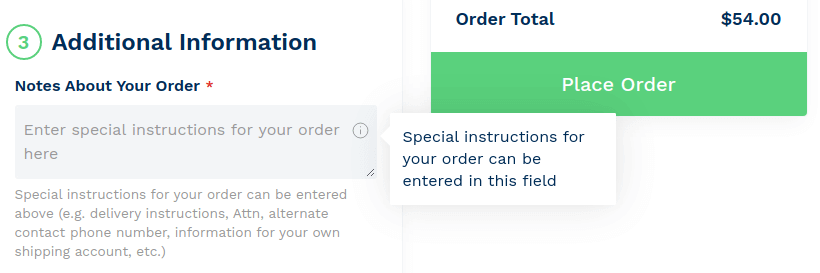 3 Additional Information
Notes About Your Order *
Enter special instructions for your order
here
Special instructions for your order can be entered
above (e.g. delivery instructions, Attn, alternate
contact phone number, information for your own
shipping account, etc.)
Order Total $54.00
Place Order
Special instructions for
your order can be
entered in this field